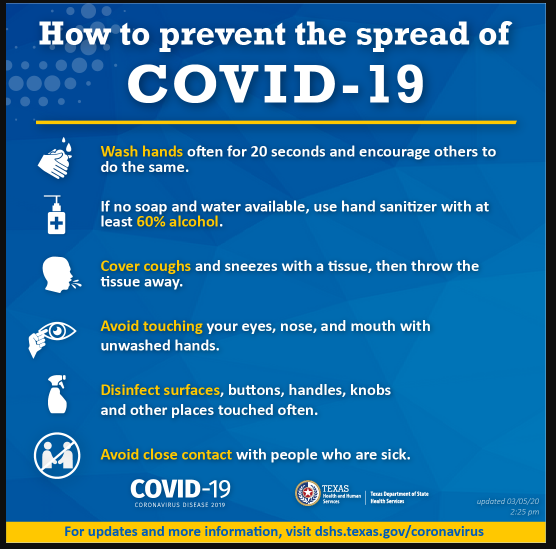 How to prevent the spread of
COVID-19
Wash hands often for 20 seconds and encourage others to
do the same.
If no soap and water available, use hand sanitizer with at
least 60% alcohol.
Cover coughs and sneezes with a tissue, then throw the
tissue away.
Avoid touching your eyes, nose, and mouth with
unwashed hands.
Disinfect surfaces, buttons, handles, knobs
and other places touched often.
Avoid close contact with people who are sick.
COVID-19
CORONAVIRUS DISEASE 2019
TEXAS
Health and Human
Services
Texas Department of State
Health Services
updated 03/05/20
2:25 pm
For updates and more information, visit dshs.texas.gov/coronavirus